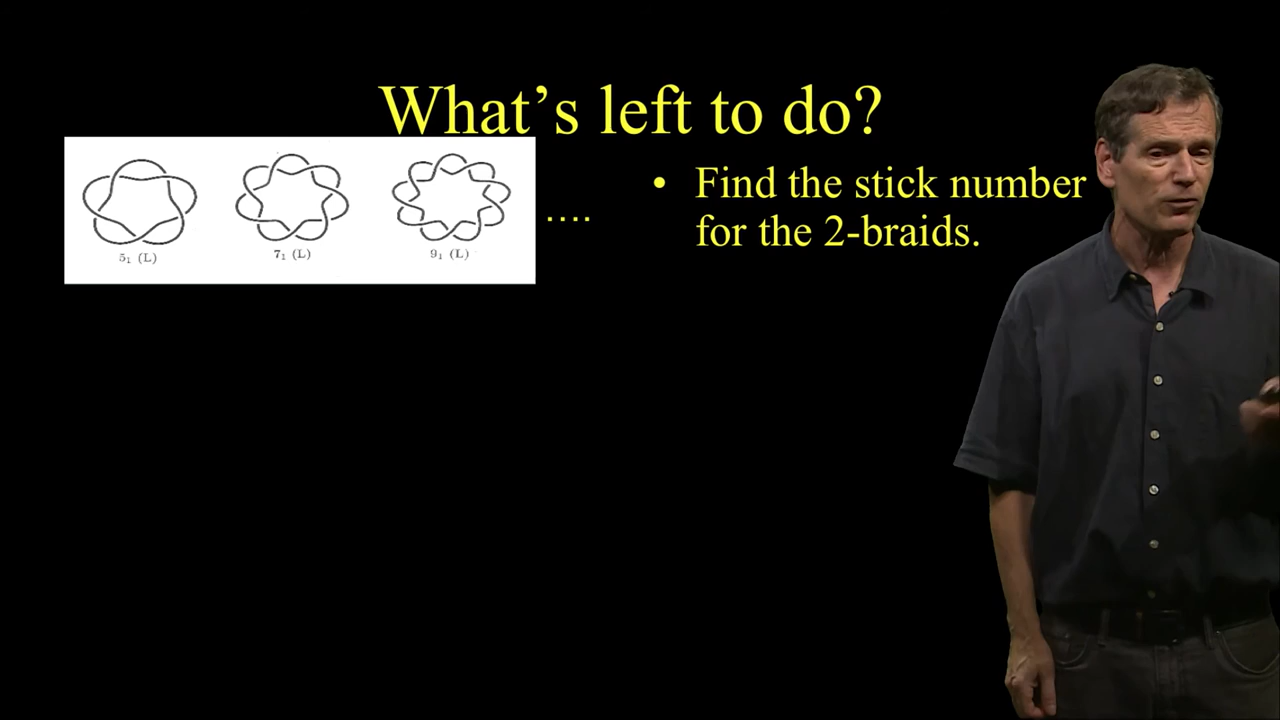 What's left to do?
5₁ (L)
7₁ (L)
9₁ (L)
....
• Find the stick number
for the 2-braids.